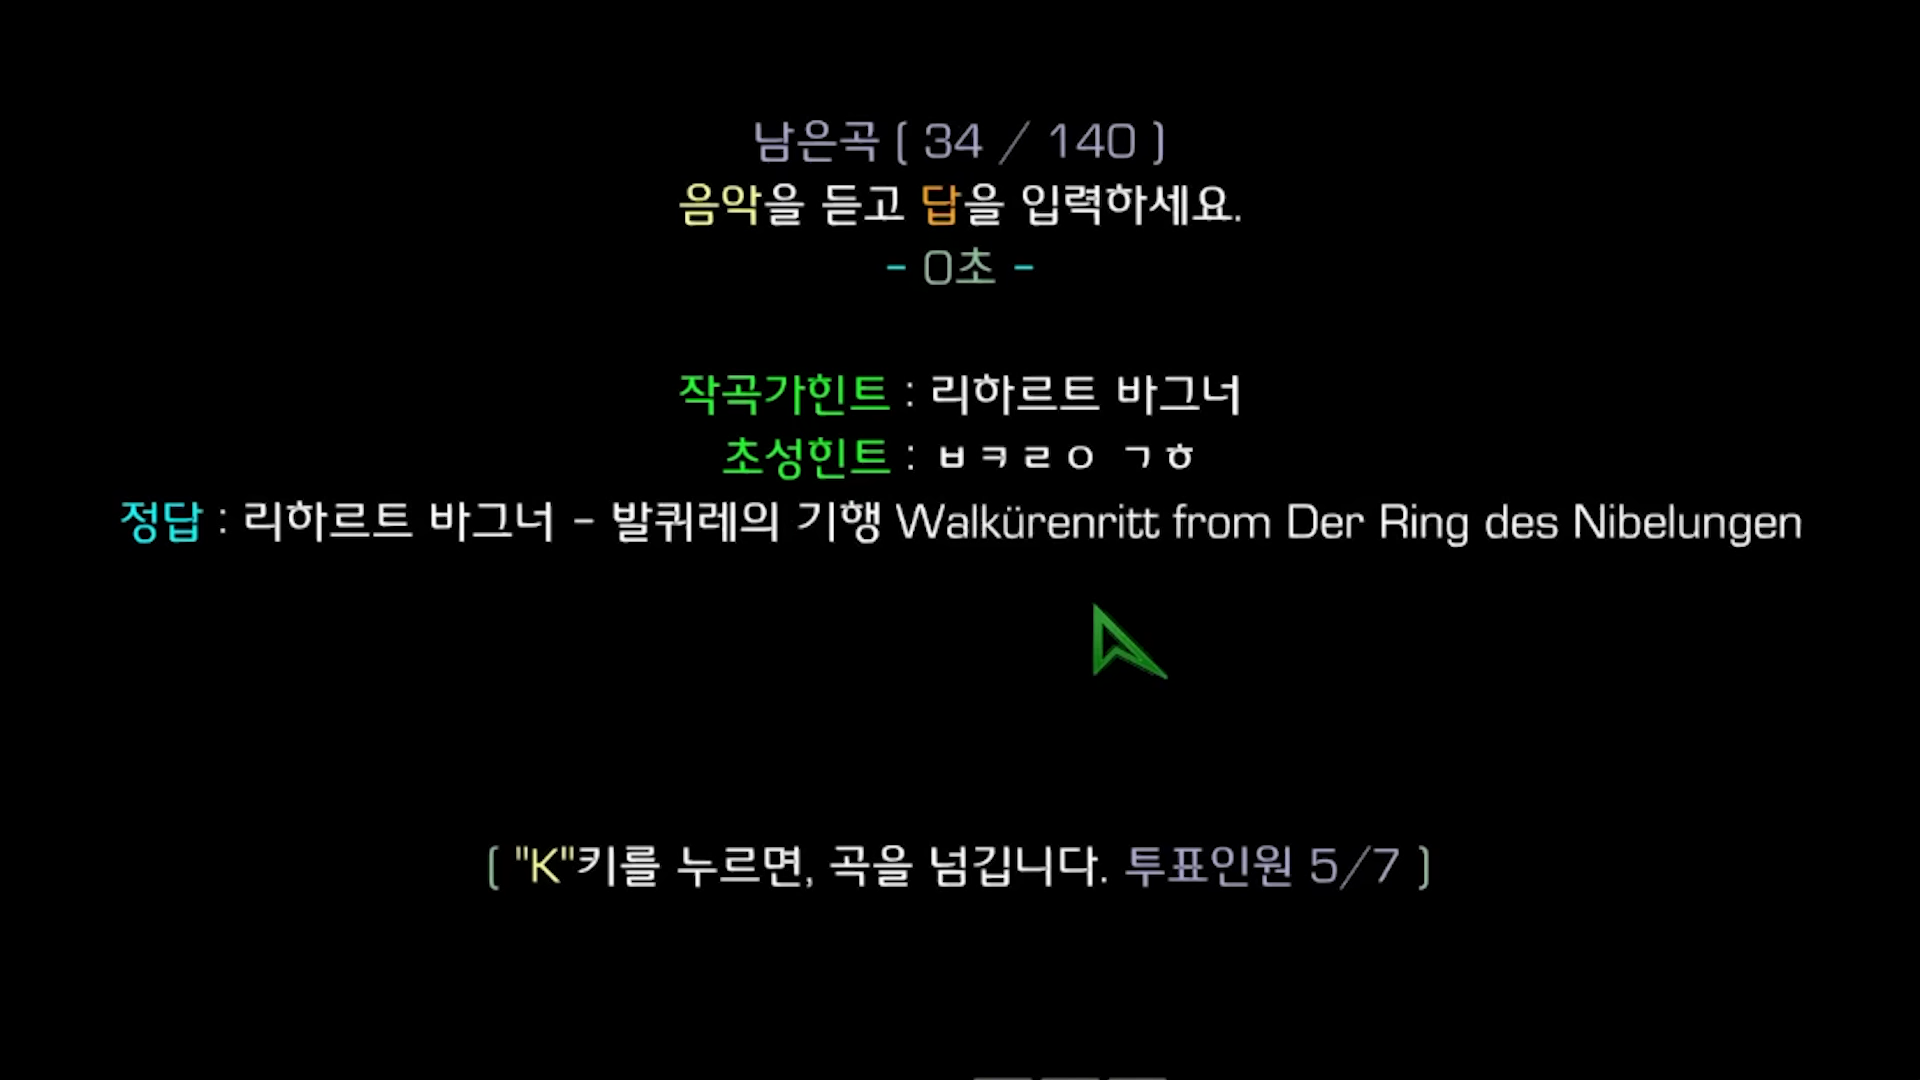 남은곡 ( 34 / 140 )
음악을 듣고 답을 입력하세요.
- 0초 -
작곡가힌트 : 리하르트 바그너
초성힌트 : ㅂㅋㄹㅇ ㄱㅎ
정답 : 리하르트 바그너 - 발퀴레의 기행 Walkürenritt from Der Ring des Nibelungen
( "K"키를 누르면, 곡을 넘깁니다. 투표인원 5/7 )